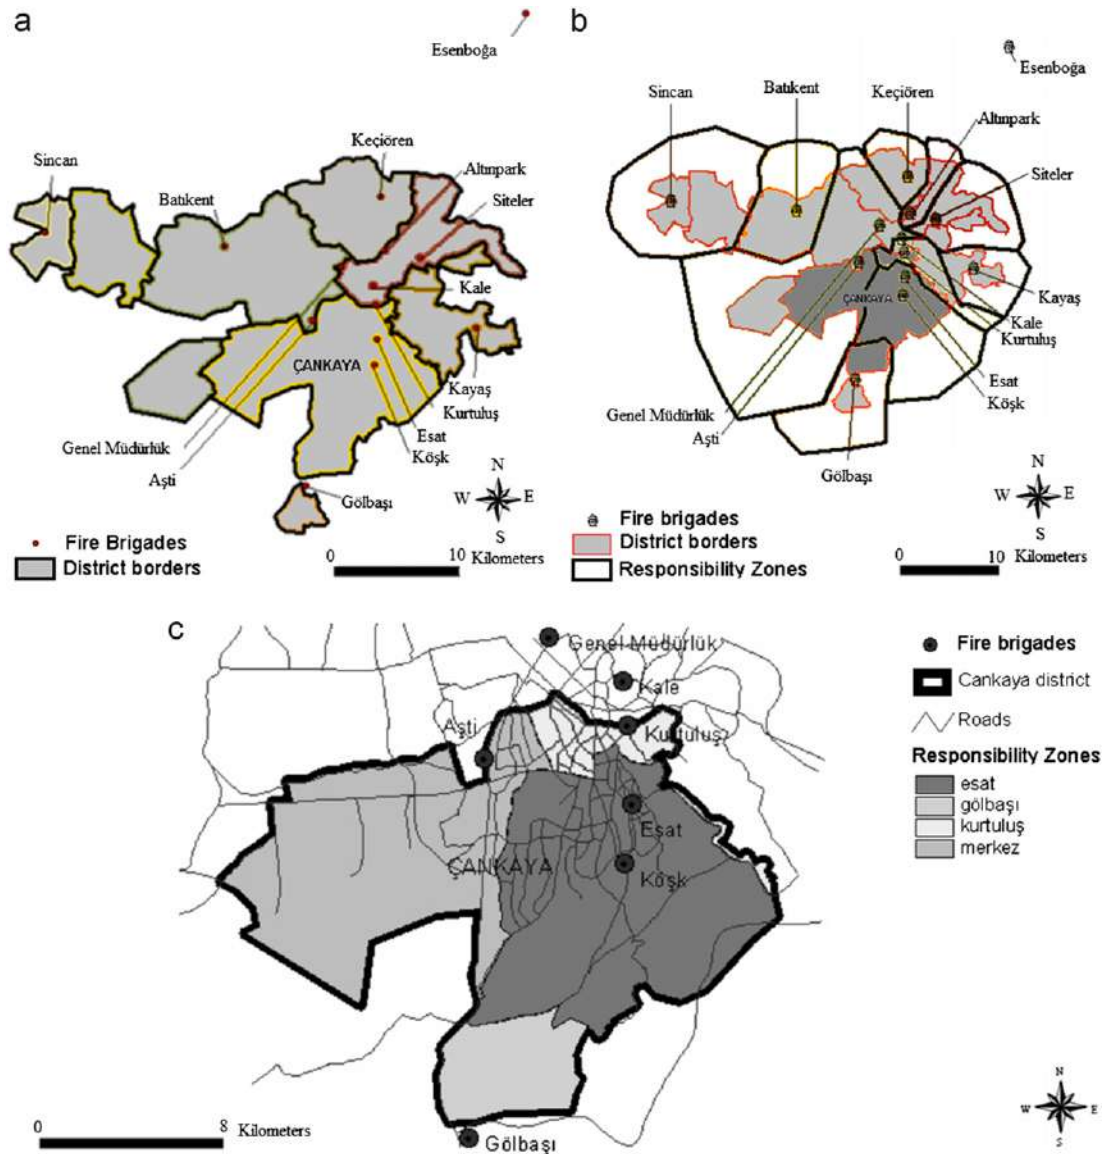 a
Esenboğa
Keçiören
Sincan
Altınpark
Batıkent
Siteler
Kale
ÇANKAYA
Kayaş
Kurtuluş
Genel Müdürlük
Esat
Köşk
Aşti
Gölbaşı
N
W E
S
Fire Brigades
District borders
0 10 Kilometers
b
Esenboğa
Sincan
Batıkent
Keçiören
Altınpark
Siteler
Kayaş
ÇANKAYA
Kale
Kurtuluş
Esat
Köşk
Genel Müdürlük
Aşti
Gölbaşı
N
W E
S
Fire brigades
District borders
Responsibility Zones
0 10 Kilometers
c
Genel Müdürlük
Kale
Aşti
Kurtuluş
Esat
ÇANKAYA
Köşk
Gölbaşı
Fire brigades
Cankaya district
Roads
Responsibility Zones
esat
gölbaşı
kurtuluş
merkez
N
W E
S
0 8 Kilometers